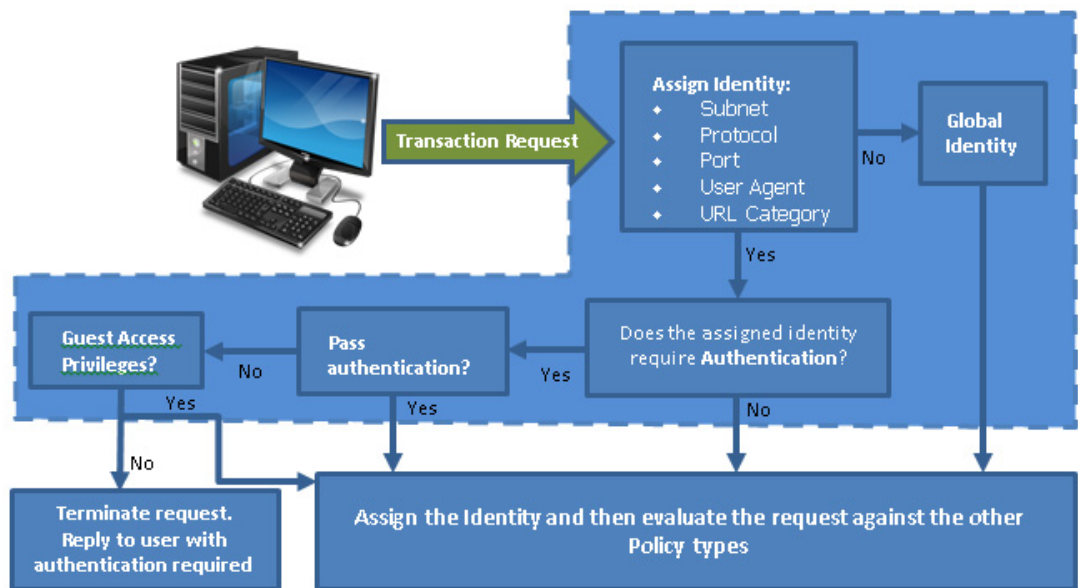 Transaction Request
Assign Identity:
◆ Subnet
◆ Protocol
◆ Port
◆ User Agent
◆ URL Category
No
Global
Identity
Yes
Does the assigned identity
require Authentication?
Yes
Pass
authentication?
No
Guest Access
Privileges?
Yes
Yes
No
No
Terminate request.
Reply to user with
authentication required
Assign the Identity and then evaluate the request against the other
Policy types